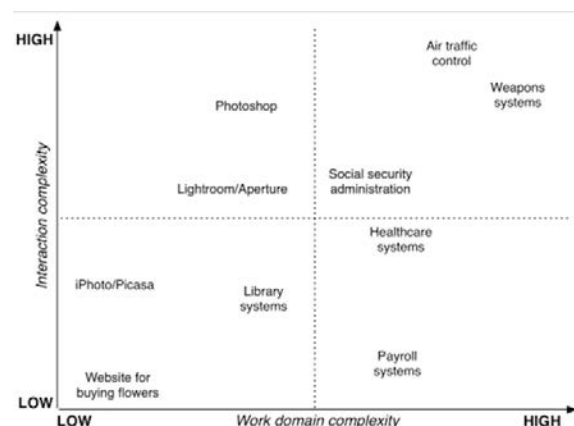 HIGH
Air traffic
control
Weapons
systems
Photoshop
Interaction complexity
Lightroom/Aperture
Social security
administration
Healthcare
systems
iPhoto/Picasa
Library
systems
Payroll
systems
Website for
buying flowers
LOW
LOW
Work domain complexity
HIGH